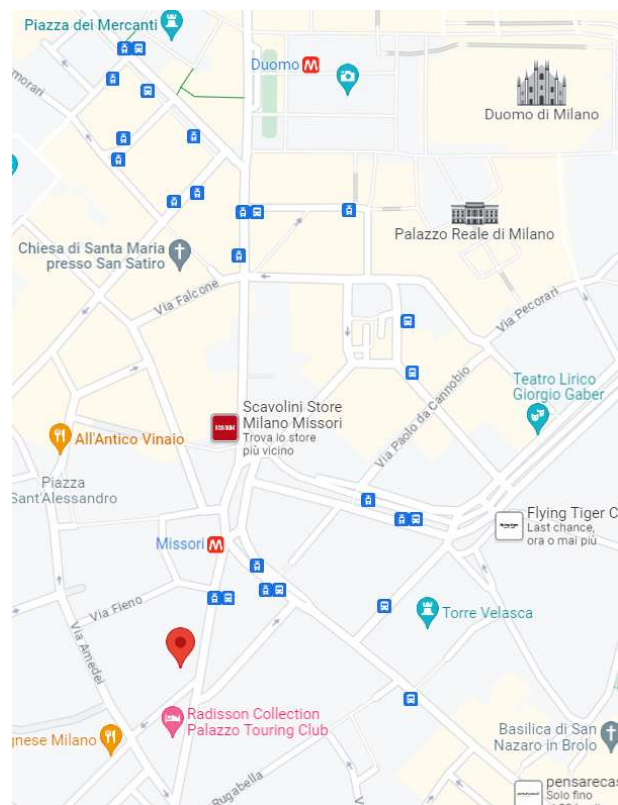 Piazza dei Mercanti
morari
Duomo
Duomo di Milano
Palazzo Reale di Milano
Chiesa di Santa Maria
presso San Satiro
Via Falcone
Via Pecorari
Via Paolo da Cannobio
Teatro Lirico
Giorgio Gaber
Scavolini Store
Milano Missori
Trova lo store
più vicino
All'Antico Vinaio
Piazza
Sant'Alessandro
Flying Tiger C
Last chance,
ora o mai più
Missori
Via Fieno
Torre Velasca
Via Amedei
Radisson Collection
Palazzo Touring Club
gnese Milano
Basilica di San
Nazaro in Brolo
Rugabella
pensarecas
Solo fino